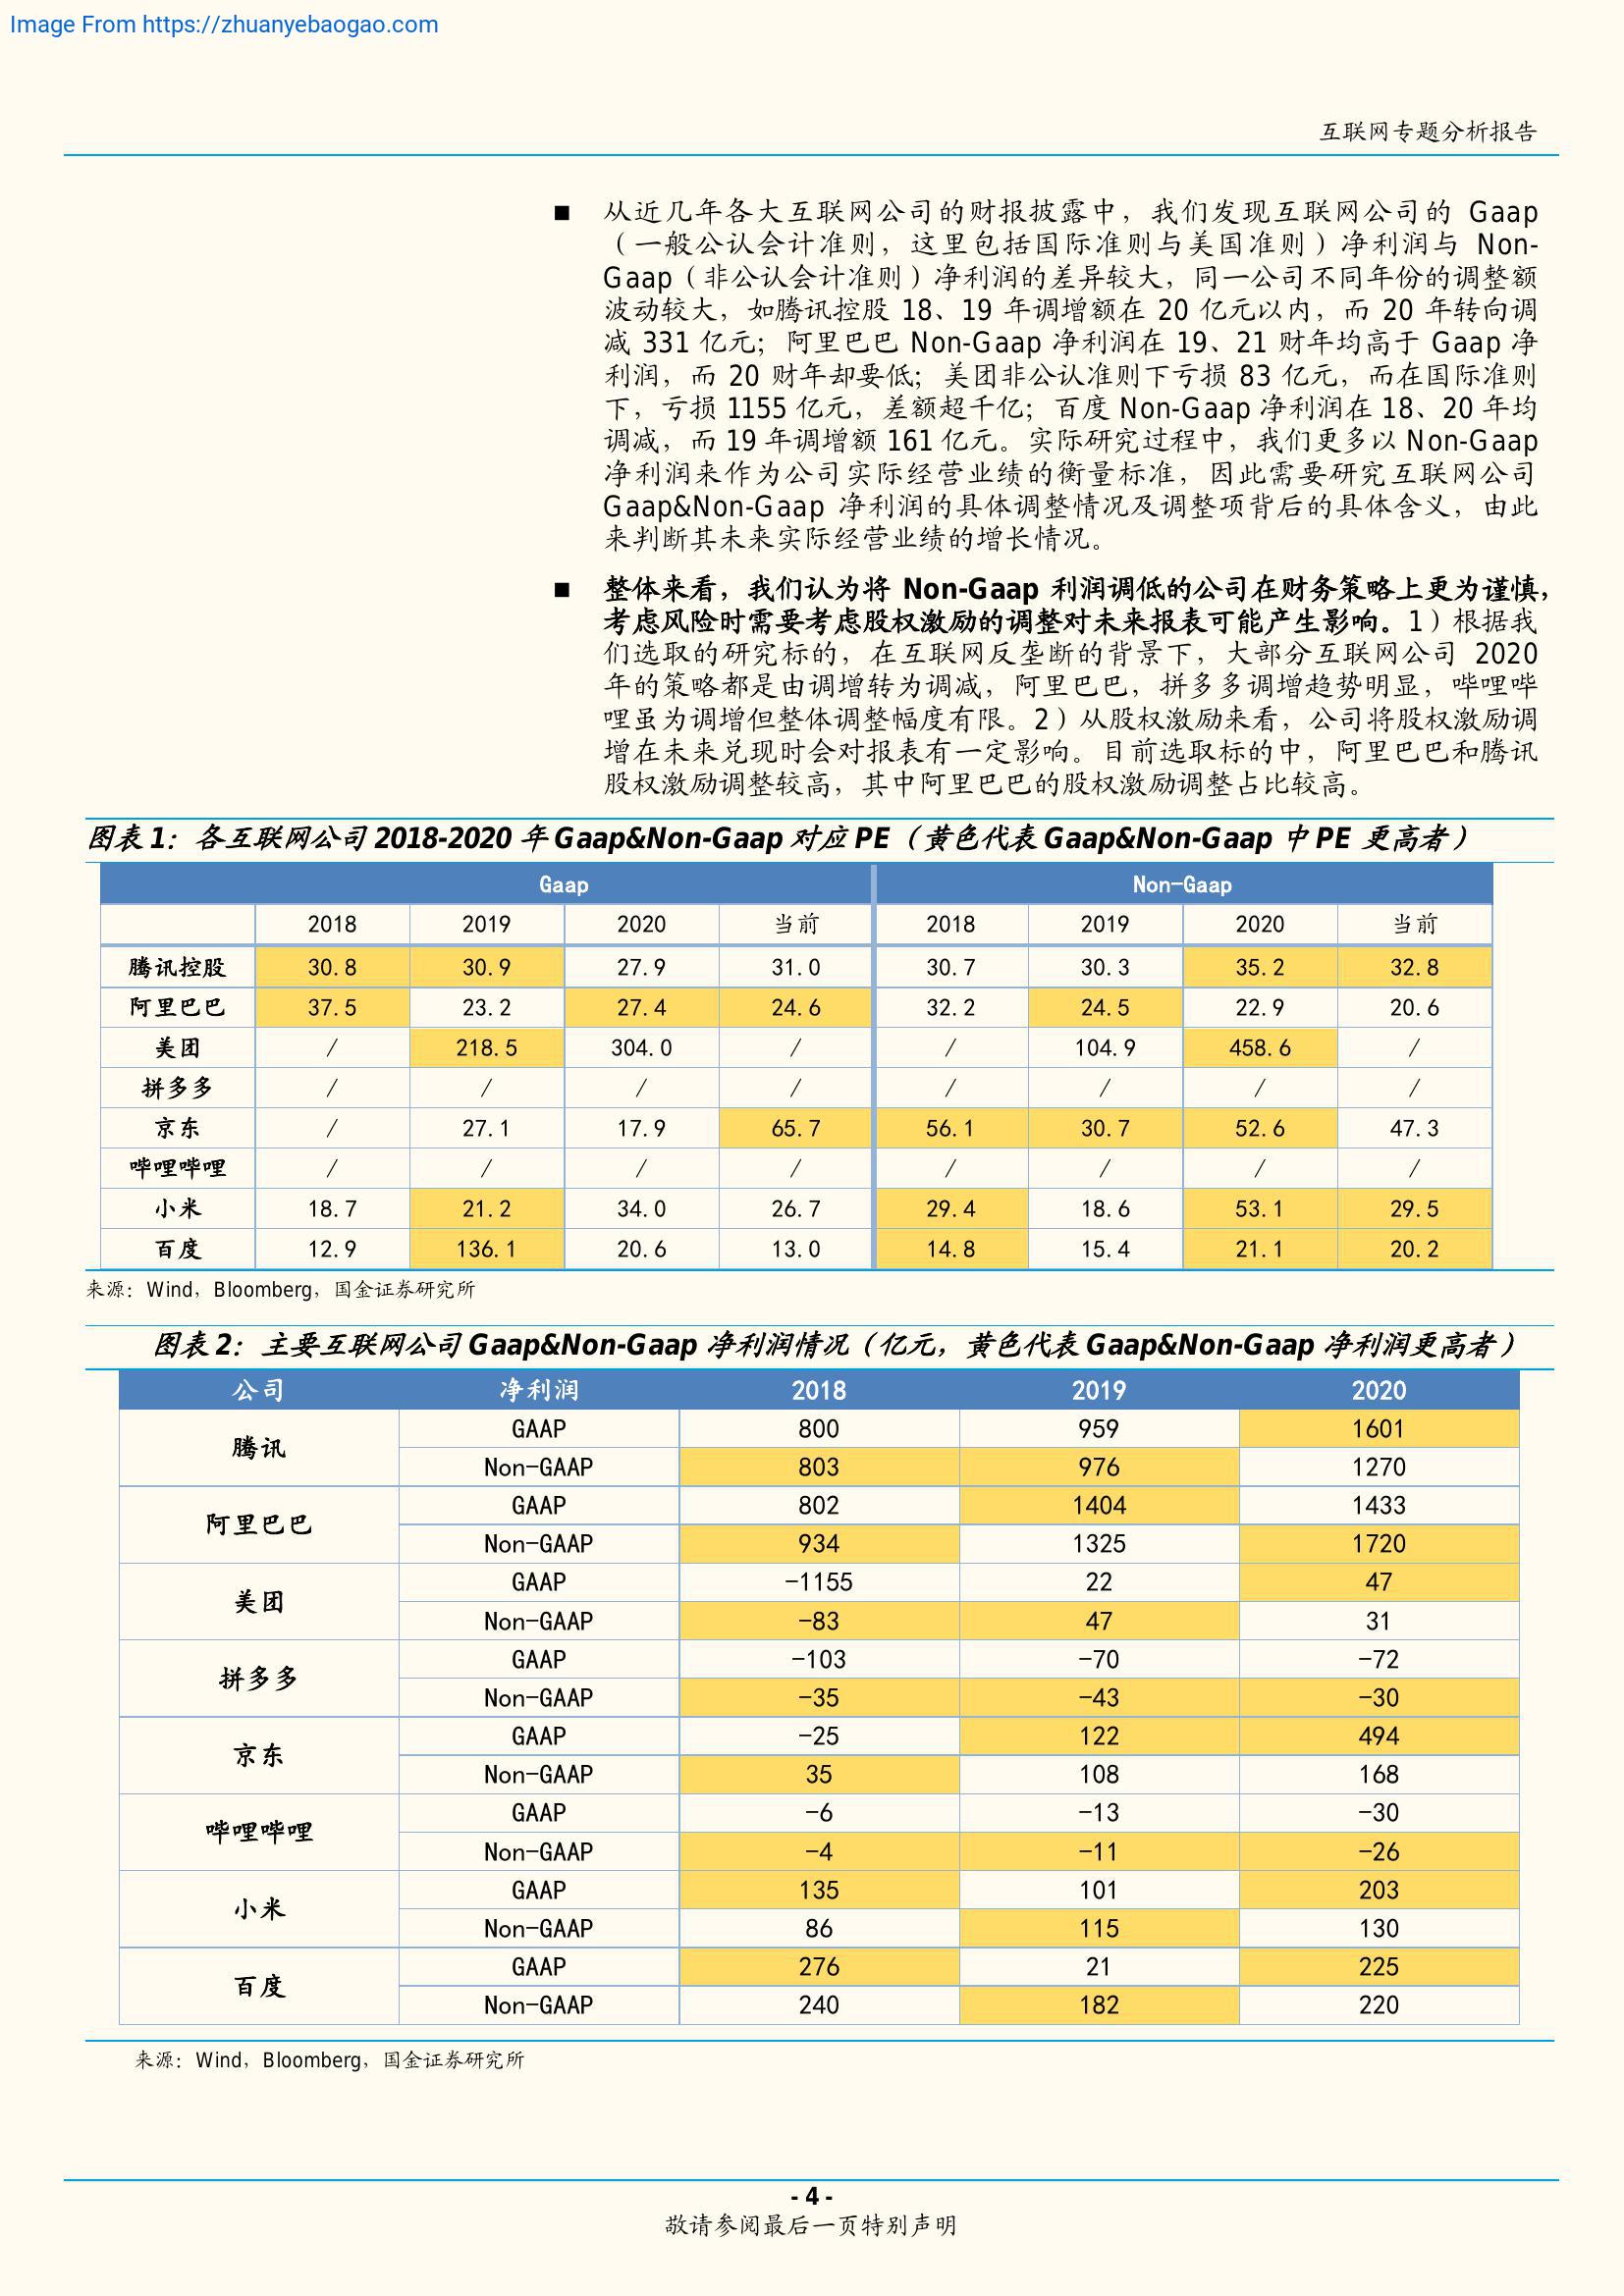 Image From https://zhuanyebaogao.com
互联网专题分析报告
■ 从近几年各大互联网公司的财报披露中，我们发现互联网公司的 Gaap
（一般公认会计准则，这里包括国际准则与美国准则）净利润与 Non-
Gaap（非公认会计准则）净利润的差异较大，同一公司不同年份的调整额
波动较大，如腾讯控股 18、19 年调增额在 20 亿元以内，而 20 年转向调
减 331 亿元；阿里巴巴 Non-Gaap 净利润在 19、21 财年均高于 Gaap 净
利润，而 20 财年却要低；美团非公认准则下亏损 83 亿元，而在国际准则
下，亏损 1155 亿元，差额超千亿；百度 Non-Gaap 净利润在 18、20 年均
调减，而 19 年调增额 161 亿元。实际研究过程中，我们更多以 Non-Gaap
净利润来作为公司实际经营业绩的衡量标准，因此需要研究互联网公司
Gaap&Non-Gaap 净利润的具体调整情况及调整项背后的具体含义，由此
来判断其未来实际经营业绩的增长情况。
■ 整体来看，我们认为将 Non-Gaap 利润调低的公司在财务策略上更为谨慎，
考虑风险时需要考虑股权激励的调整对未来报表可能产生影响。1）根据我
们选取的研究标的，在互联网反垄断的背景下，大部分互联网公司 2020
年的策略都是由调增转为调减，阿里巴巴，拼多多调增趋势明显，哔哩哔
哩虽为调增但整体调整幅度有限。2）从股权激励来看，公司将股权激励调
增在未来兑现时会对报表有一定影响。目前选取标的中，阿里巴巴和腾讯
股权激励调整较高，其中阿里巴巴的股权激励调整占比较高。
图表 1：各互联网公司 2018-2020 年 Gaap&Non-Gaap 对应 PE（黄色代表 Gaap&Non-Gaap 中 PE 更高者）
Gaap Non-Gaap
2018 2019 2020 当前 2018 2019 2020 当前
腾讯控股 30.8 30.9 27.9 31.0 30.7 30.3 35.2 32.8
阿里巴巴 37.5 23.2 27.4 24.6 32.2 24.5 22.9 20.6
美团 / 218.5 304.0 / / 104.9 458.6 /
拼多多 / / / / / / / /
京东 / 27.1 17.9 65.7 56.1 30.7 52.6 47.3
哔哩哔哩 / / / / / / / /
小米 18.7 21.2 34.0 26.7 29.4 18.6 53.1 29.5
百度 12.9 136.1 20.6 13.0 14.8 15.4 21.1 20.2
来源：Wind，Bloomberg，国金证券研究所
图表 2：主要互联网公司 Gaap&Non-Gaap 净利润情况（亿元，黄色代表 Gaap&Non-Gaap 净利润更高者）
公司 净利润 2018 2019 2020
腾讯 GAAP 800 959 1601
Non-GAAP 803 976 1270
阿里巴巴 GAAP 802 1404 1433
Non-GAAP 934 1325 1720
美团 GAAP -1155 22 47
Non-GAAP -83 47 31
拼多多 GAAP -103 -70 -72
Non-GAAP -35 -43 -30
京东 GAAP -25 122 494
Non-GAAP 35 108 168
哔哩哔哩 GAAP -6 -13 -30
Non-GAAP -4 -11 -26
小米 GAAP 135 101 203
Non-GAAP 86 115 130
百度 GAAP 276 21 225
Non-GAAP 240 182 220
来源：Wind，Bloomberg，国金证券研究所
- 4 -
敬请参阅最后一页特别声明